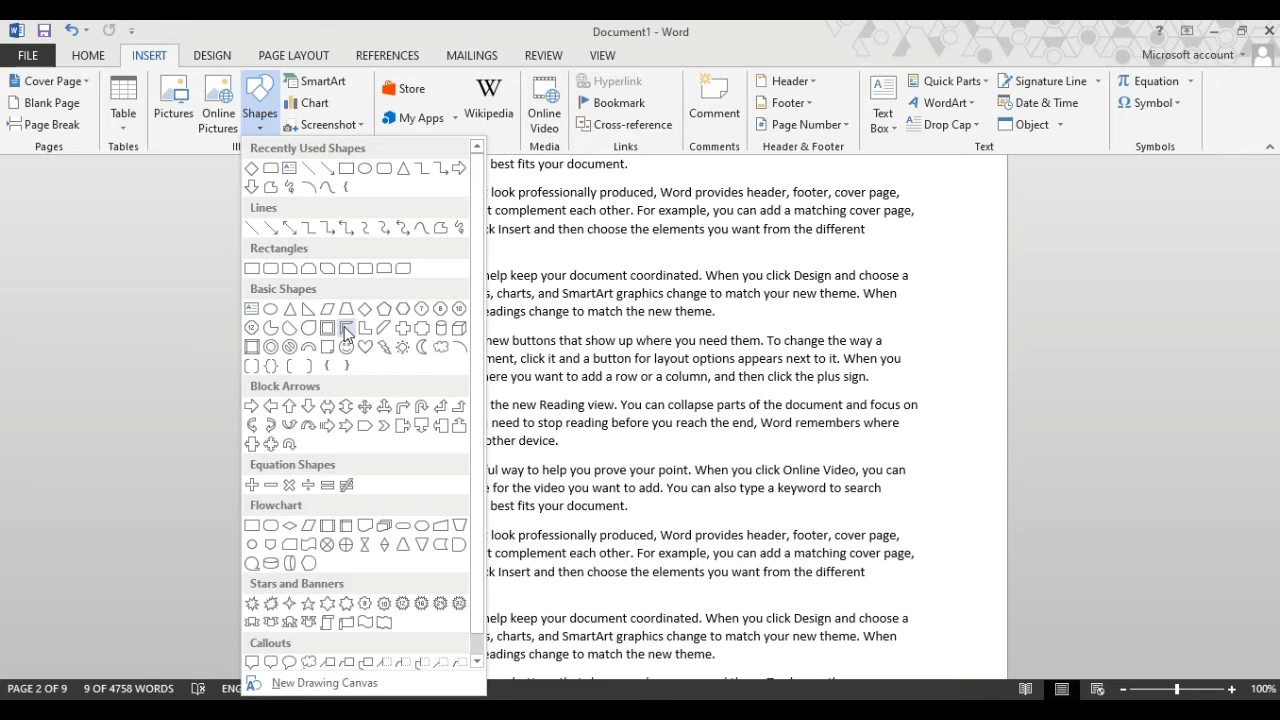 Document1 - Word
FILE HOME INSERT DESIGN PAGE LAYOUT REFERENCES MAILINGS REVIEW VIEW Microsoft account
Cover Page
Blank Page
Page Break
Pages
Table
Tables
Pictures
Online
Pictures
Shapes
SmartArt
Chart
Screenshot
Store
My Apps
Wikipedia
Online
Video
Media
Hyperlink
Bookmark
Cross-reference
Links
Comment
Comments
Header
Footer
Page Number
Header & Footer
Text
Box
Quick Parts
WordArt
Drop Cap
Signature Line
Date & Time
Object
Text
Equation
Symbol
Symbols
Recently Used Shapes
Lines
Rectangles
Basic Shapes
Block Arrows
Equation Shapes
Flowchart
Stars and Banners
Callouts
New Drawing Canvas
best fits your document.
look professionally produced, Word provides header, footer, cover page,
t complement each other. For example, you can add a matching cover page,
ck Insert and then choose the elements you want from the different
help keep your document coordinated. When you click Design and choose a
s, charts, and SmartArt graphics change to match your new theme. When
eadings change to match the new theme.
new buttons that show up where you need them. To change the way a
ment, click it and a button for layout options appears next to it. When you
here you want to add a row or a column, and then click the plus sign.
the new Reading view. You can collapse parts of the document and focus on
need to stop reading before you reach the end, Word remembers where
other device.
ful way to help you prove your point. When you click Online Video, you can
e for the video you want to add. You can also type a keyword to search
best fits your document.
look professionally produced, Word provides header, footer, cover page,
t complement each other. For example, you can add a matching cover page,
ck Insert and then choose the elements you want from the different
help keep your document coordinated. When you click Design and choose a
s, charts, and SmartArt graphics change to match your new theme. When
eadings change to match the new theme.
PAGE 2 OF 9 9 OF 4758 WORDS ENG 100%